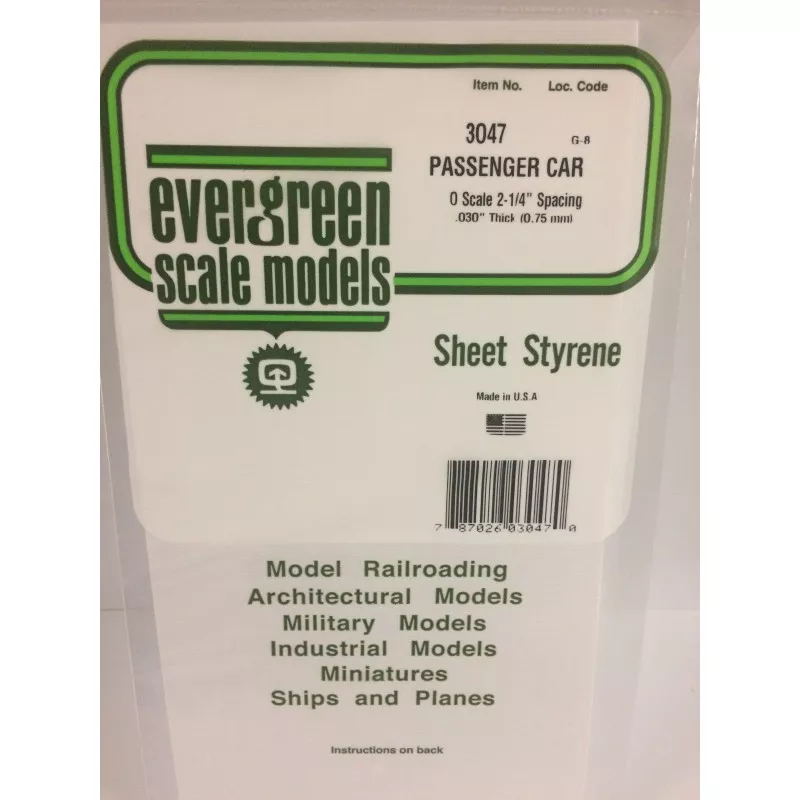 Item No. Loc. Code
3047 G-8
PASSENGER CAR
O Scale 2-1/4" Spacing
.030" Thick (0.75 mm)
evergreen
scale models
Sheet Styrene
Made in U.S.A
7 87026 03047 0
Model Railroading
Architectural Models
Military Models
Industrial Models
Miniatures
Ships and Planes
Instructions on back